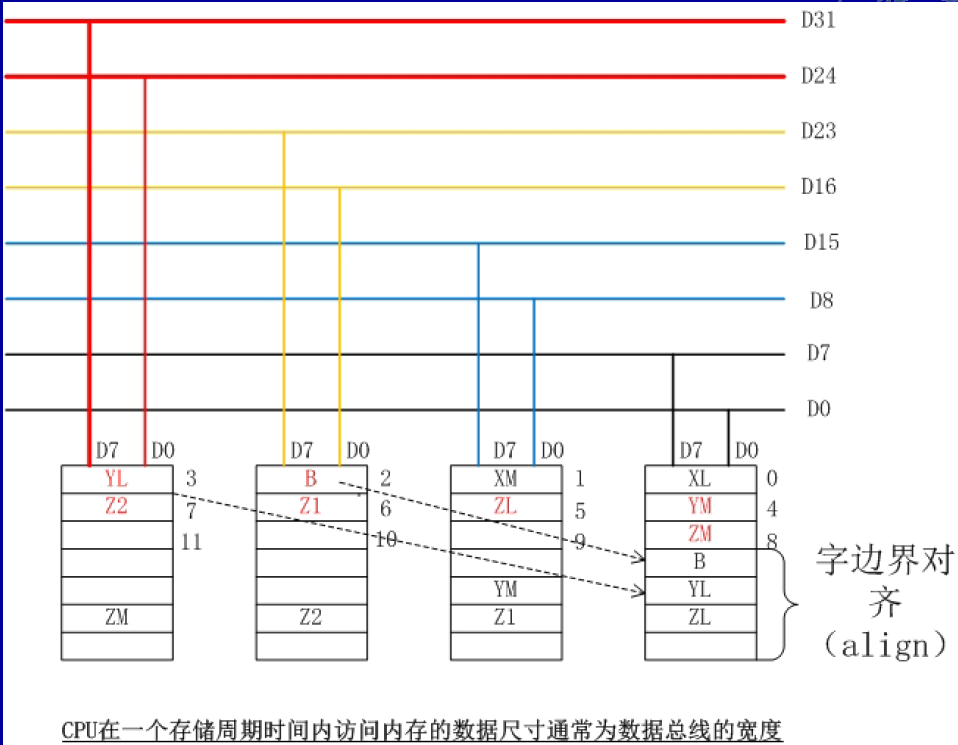 D31
D24
D23
D16
D15
D8
D7
D0
D7 D0 D7 D0 D7 D0 D7 D0
YL 3 B 2 XM 1 XL 0
Z2 7 Z1 6 ZL 5 YM 4
11 10 9 ZM 8
B
YM YL
ZM Z2 Z1 ZL
字边界对
齐
（align）
CPU在一个存储周期时间内访问内存的数据尺寸通常为数据总线的宽度